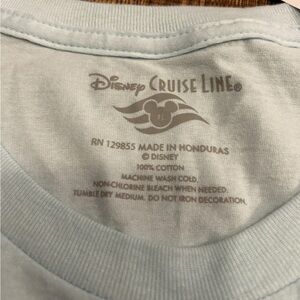 Disney CRUISE LINE®
RN 129855 MADE IN HONDURAS
© DISNEY
100% COTTON
MACHINE WASH COLD.
NON-CHLORINE BLEACH WHEN NEEDED.
TUMBLE DRY MEDIUM. DO NOT IRON DECORATION.